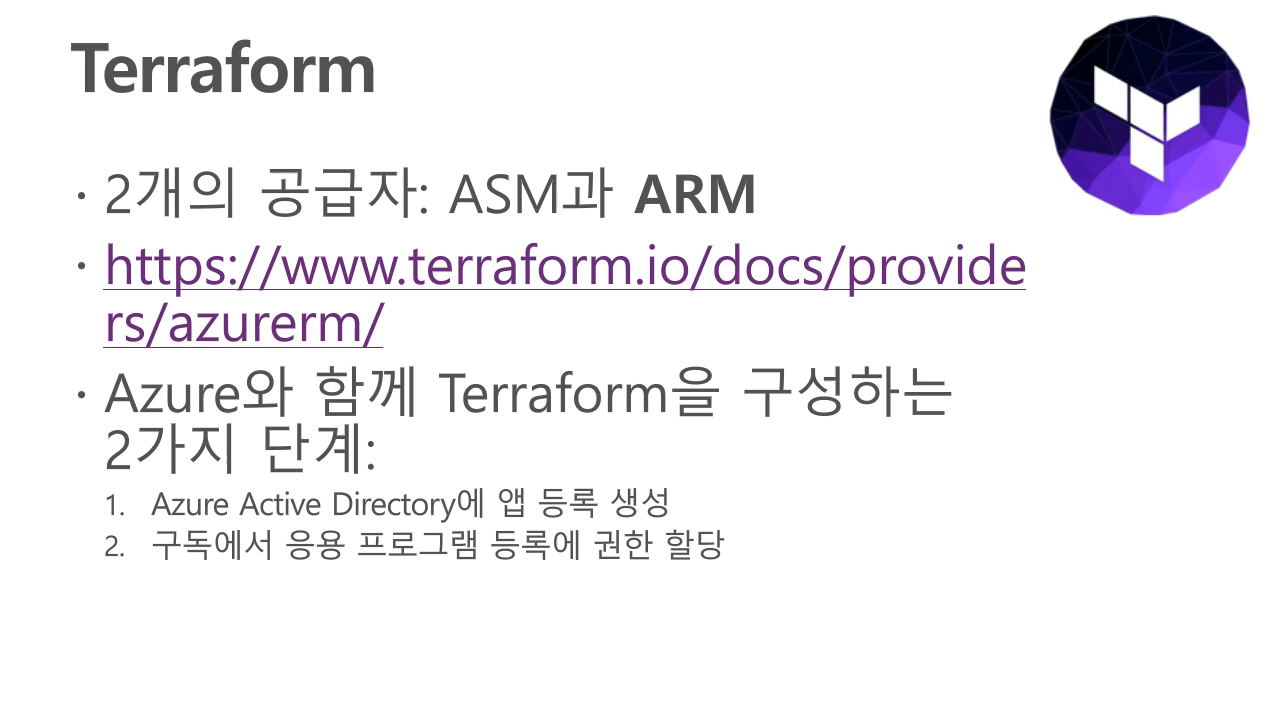 Terraform
· 2개의 공급자: ASM과 ARM
· https://www.terraform.io/docs/provide
rs/azurerm/
· Azure와 함께 Terraform을 구성하는
2가지 단계:
1. Azure Active Directory에 앱 등록 생성
2. 구독에서 응용 프로그램 등록에 권한 할당